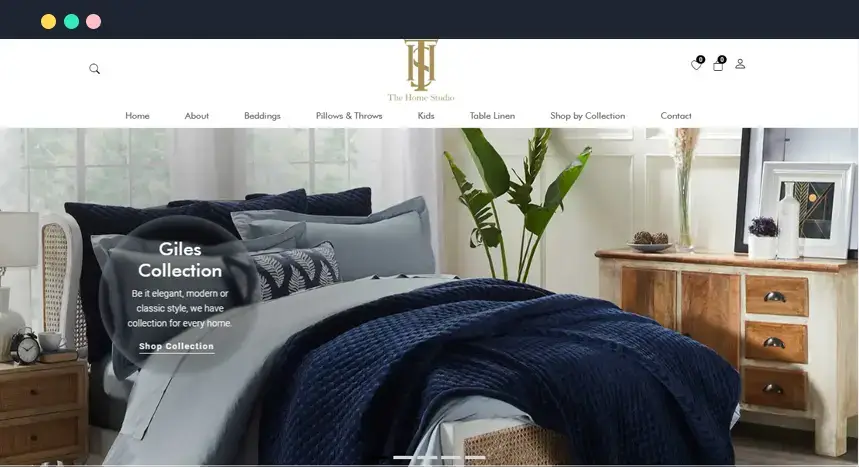 0 0
The Home Studio
Home About Beddings Pillows & Throws Kids Table Linen Shop by Collection Contact
Giles
Collection
Be it elegant, modern or
classic style, we have
collection for every home.
Shop Collection